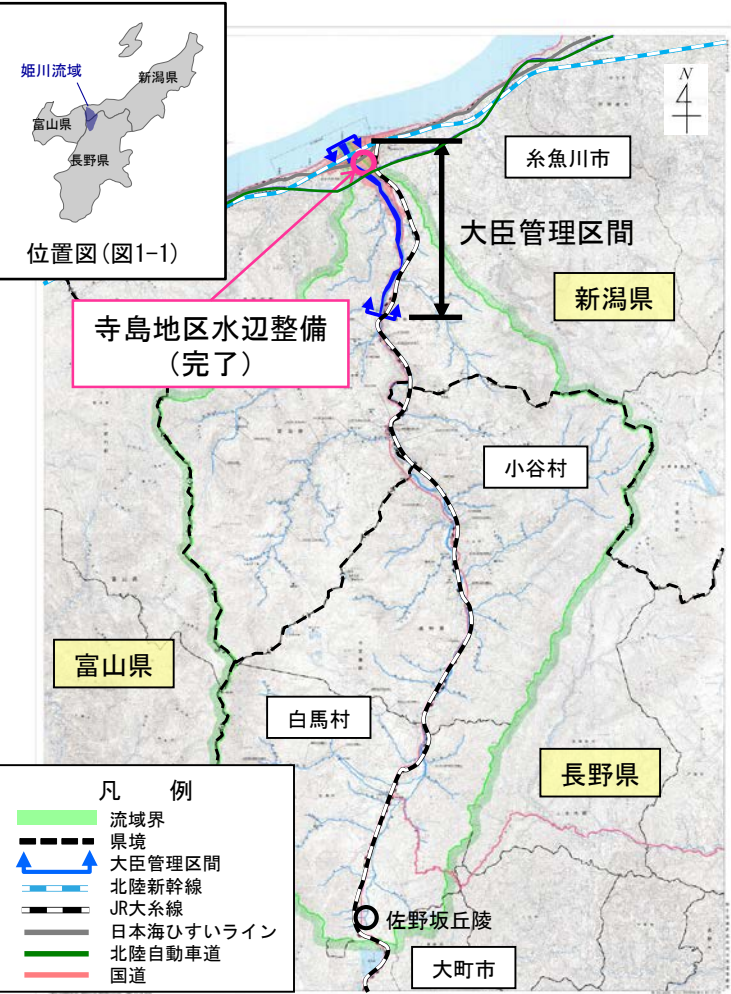 姫川流域
新潟県
富山県
長野県
位置図(図1-1)
N
糸魚川市
大臣管理区間
新潟県
寺島地区水辺整備
(完了)
小谷村
富山県
白馬村
長野県
凡 例
流域界
県境
大臣管理区間
北陸新幹線
JR大糸線
日本海ひすいライン
北陸自動車道
国道
佐野坂丘陵
大町市